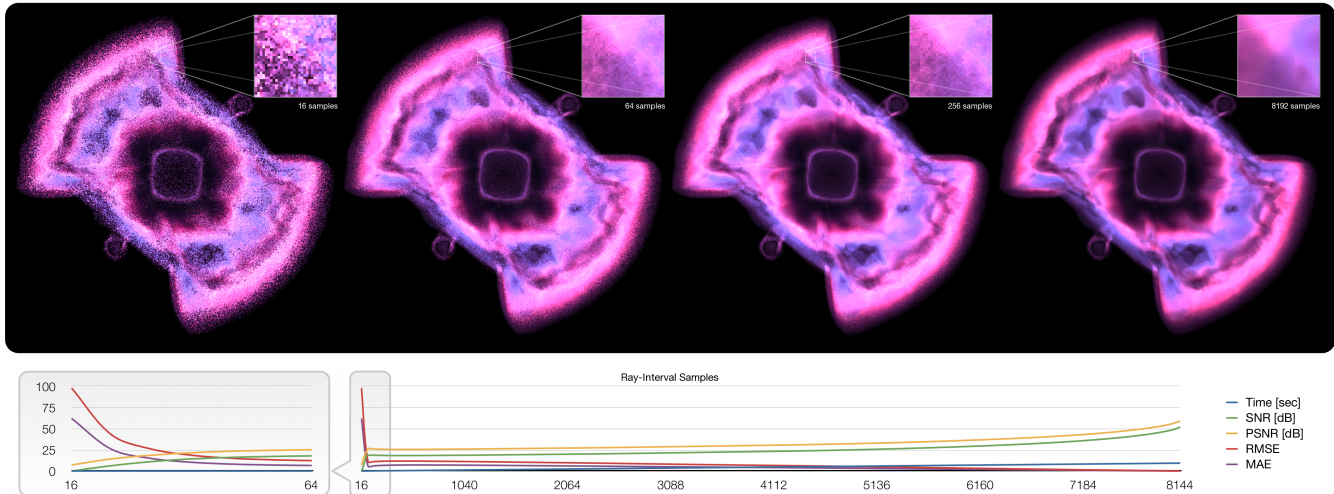 16 samples
64 samples
256 samples
8192 samples
Ray-Interval Samples
100
75
50
25
0
16
64
16
1040
2064
3088
4112
5136
6160
7184
8144
Time [sec]
SNR [dB]
PSNR [dB]
RMSE
MAE